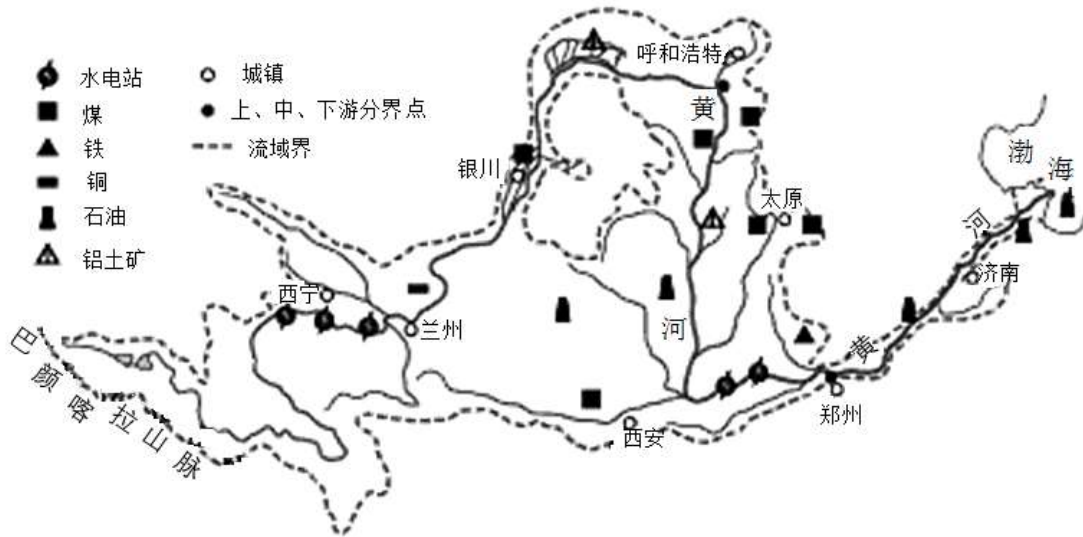 水电站
煤
铁
铜
石油
铝土矿
城镇
上、中、下游分界点
流域界
呼和浩特
黄
银川
太原
渤
海
西宁
兰州
河
济南
河
黄
郑州
西安
巴颜喀拉山脉